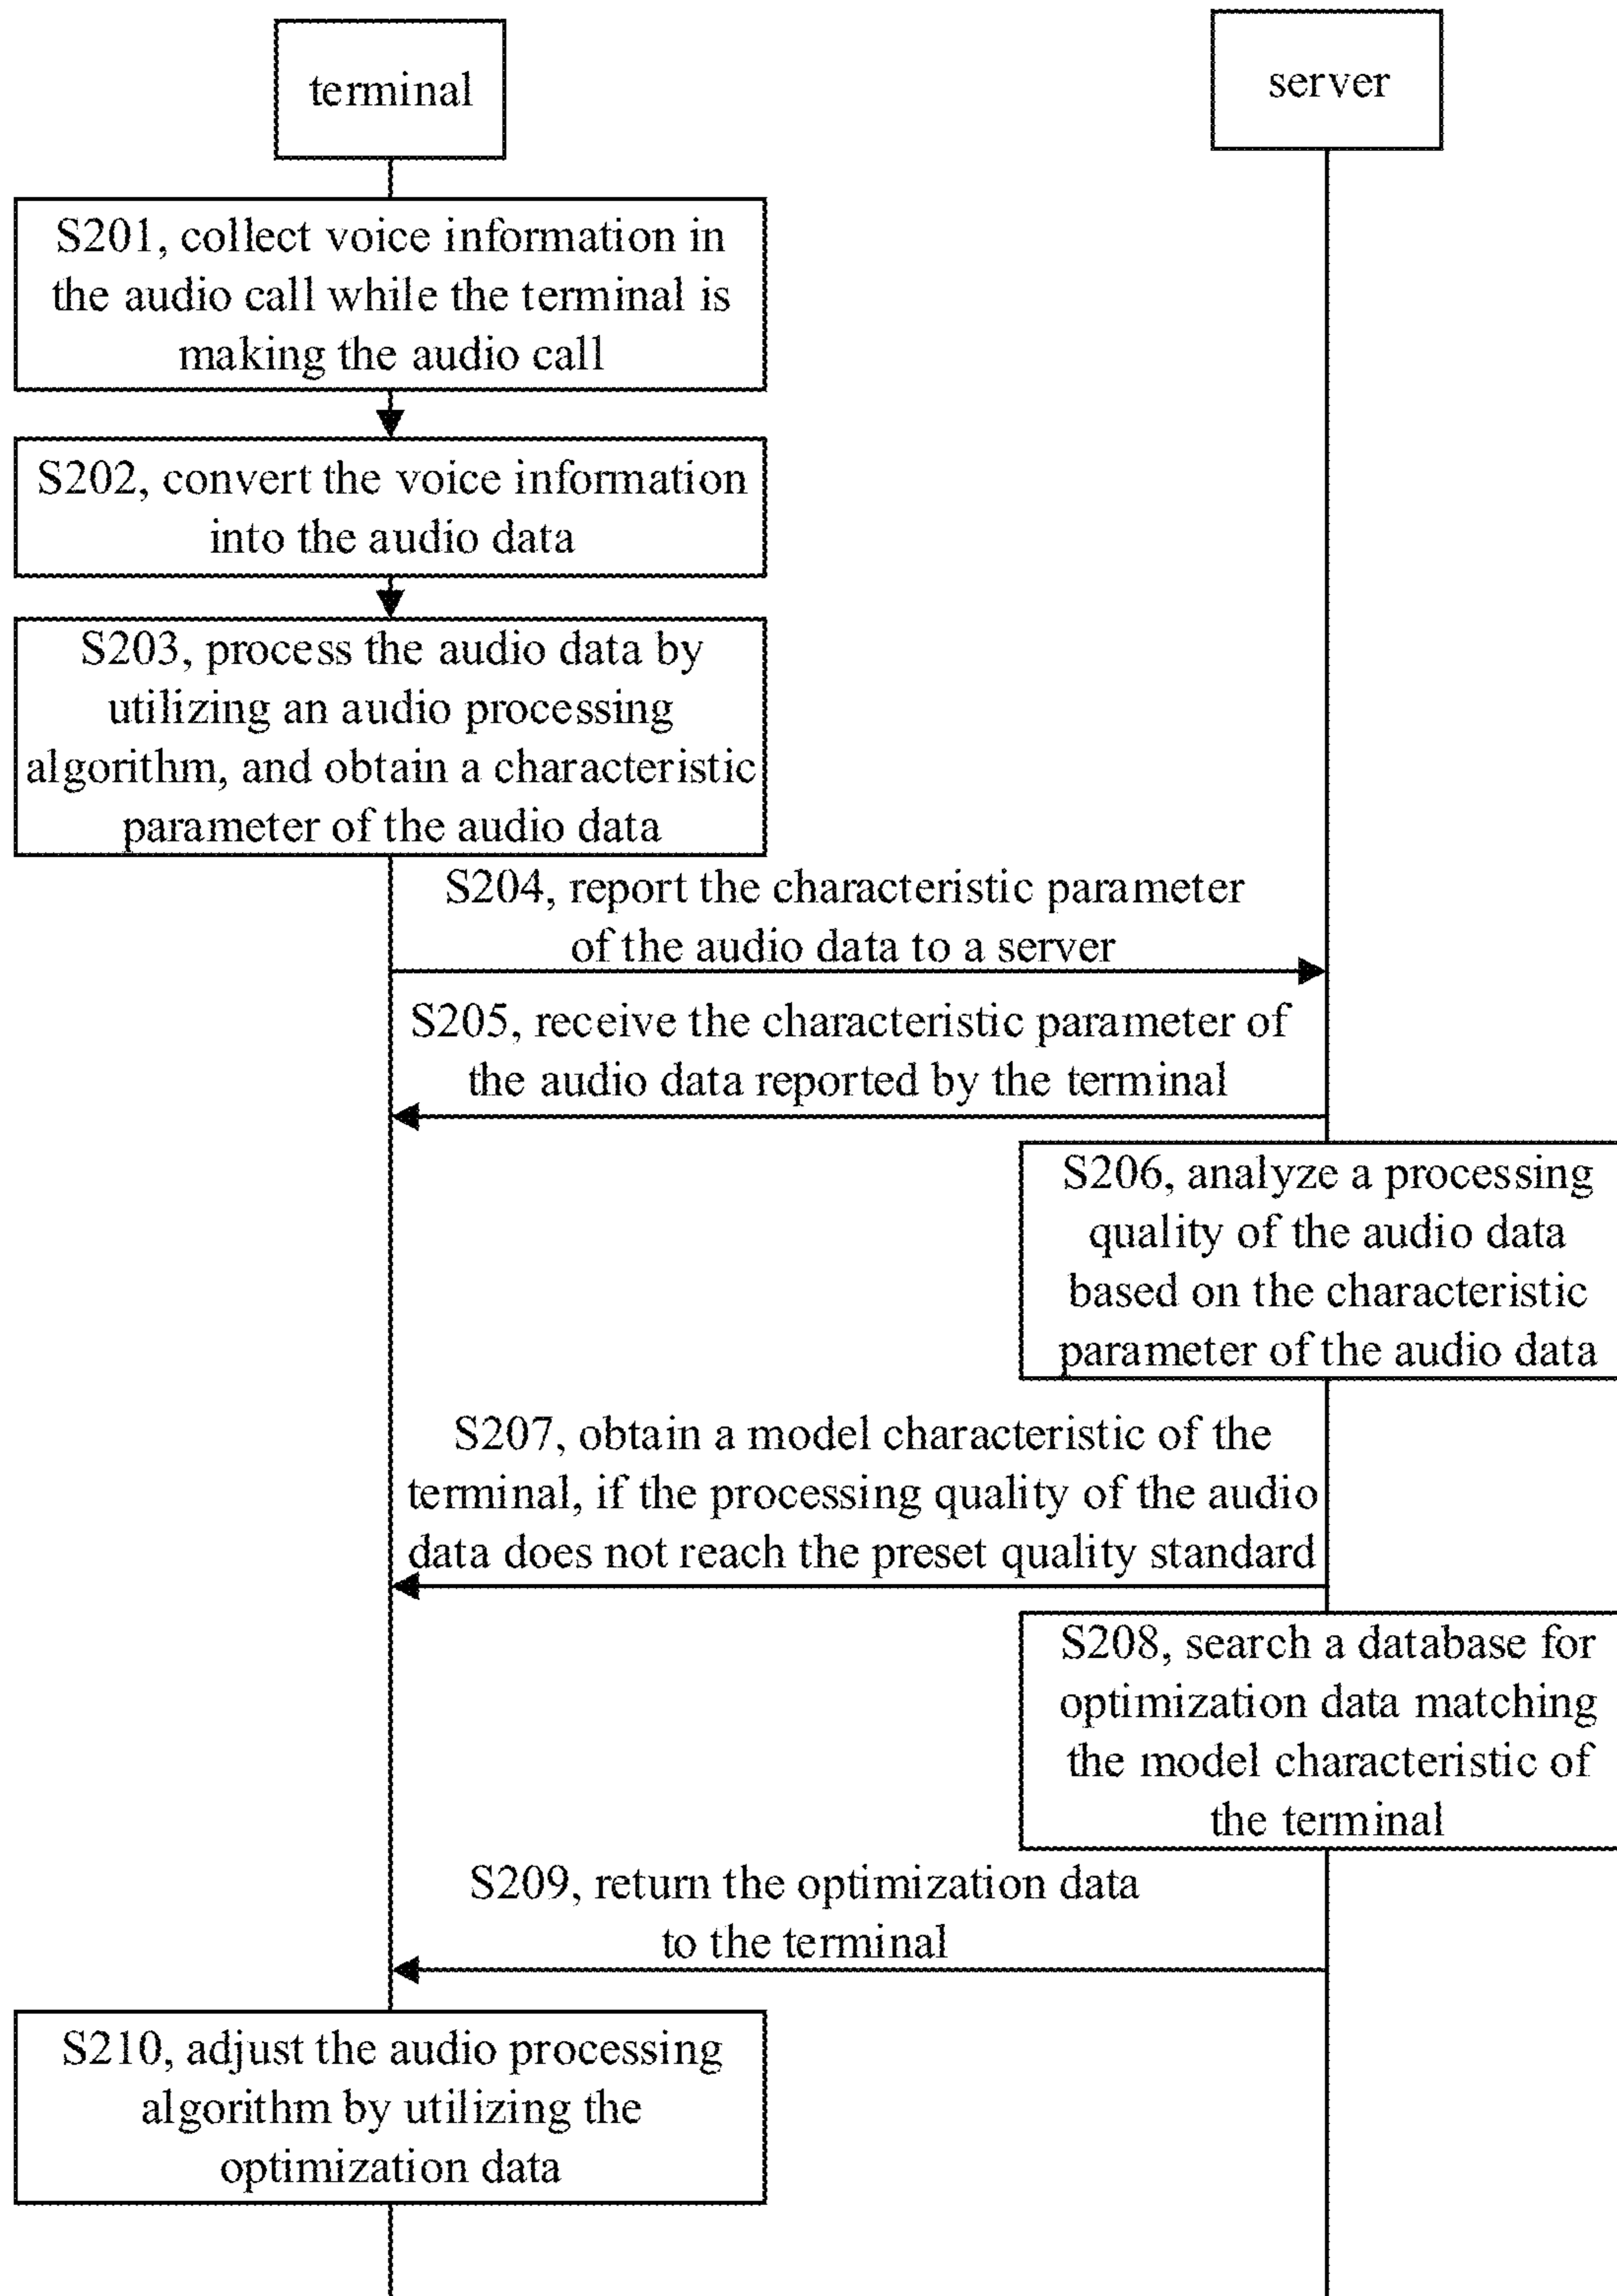 terminal
server
S201, collect voice information in
the audio call while the terminal is
making the audio call
S202, convert the voice information
into the audio data
S203, process the audio data by
utilizing an audio processing
algorithm, and obtain a characteristic
parameter of the audio data
S204, report the characteristic parameter
of the audio data to a server
S205, receive the characteristic parameter of
the audio data reported by the terminal
S206, analyze a processing
quality of the audio data
based on the characteristic
parameter of the audio data
S207, obtain a model characteristic of the
terminal, if the processing quality of the audio
data does not reach the preset quality standard
S208, search a database for
optimization data matching
the model characteristic of
the terminal
S209, return the optimization data
to the terminal
S210, adjust the audio processing
algorithm by utilizing the
optimization data